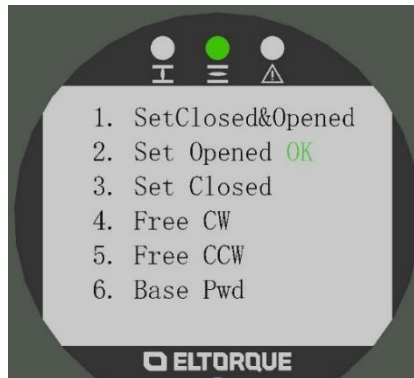 1. SetClosed&Opened
2. Set Opened OK
3. Set Closed
4. Free CW
5. Free CCW
6. Base Pwd
ELTORQUE